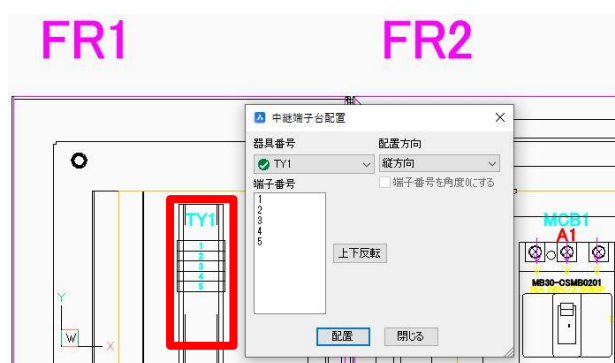 FR1
FR2
中継端子台配置
器具番号
配置方向
TY1
縦方向
端子番号
端子番号を角度0にする
1
2
3
4
5
上下反転
配置
閉じる
TY1
1
2
3
4
5
Y
W
X
MCB1
A1
MB30-CSMB0201